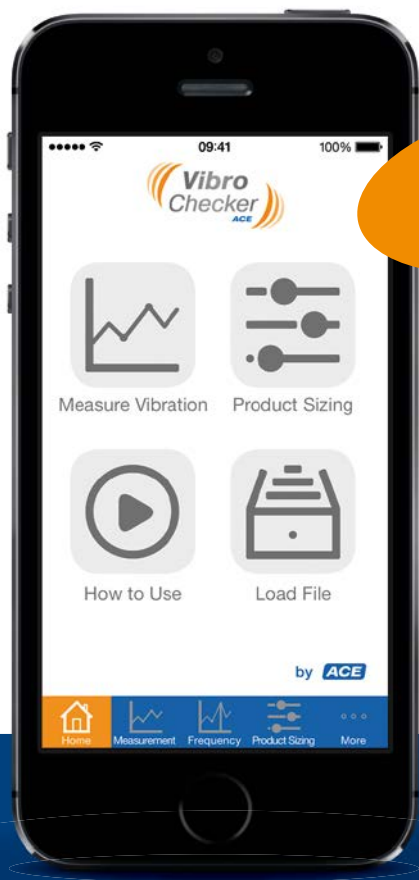 09:41
100%
Vibro
Checker
ACE
Measure Vibration
Product Sizing
How to Use
Load File
by ACE
Home
Measurement
Frequency
Product Sizing
More